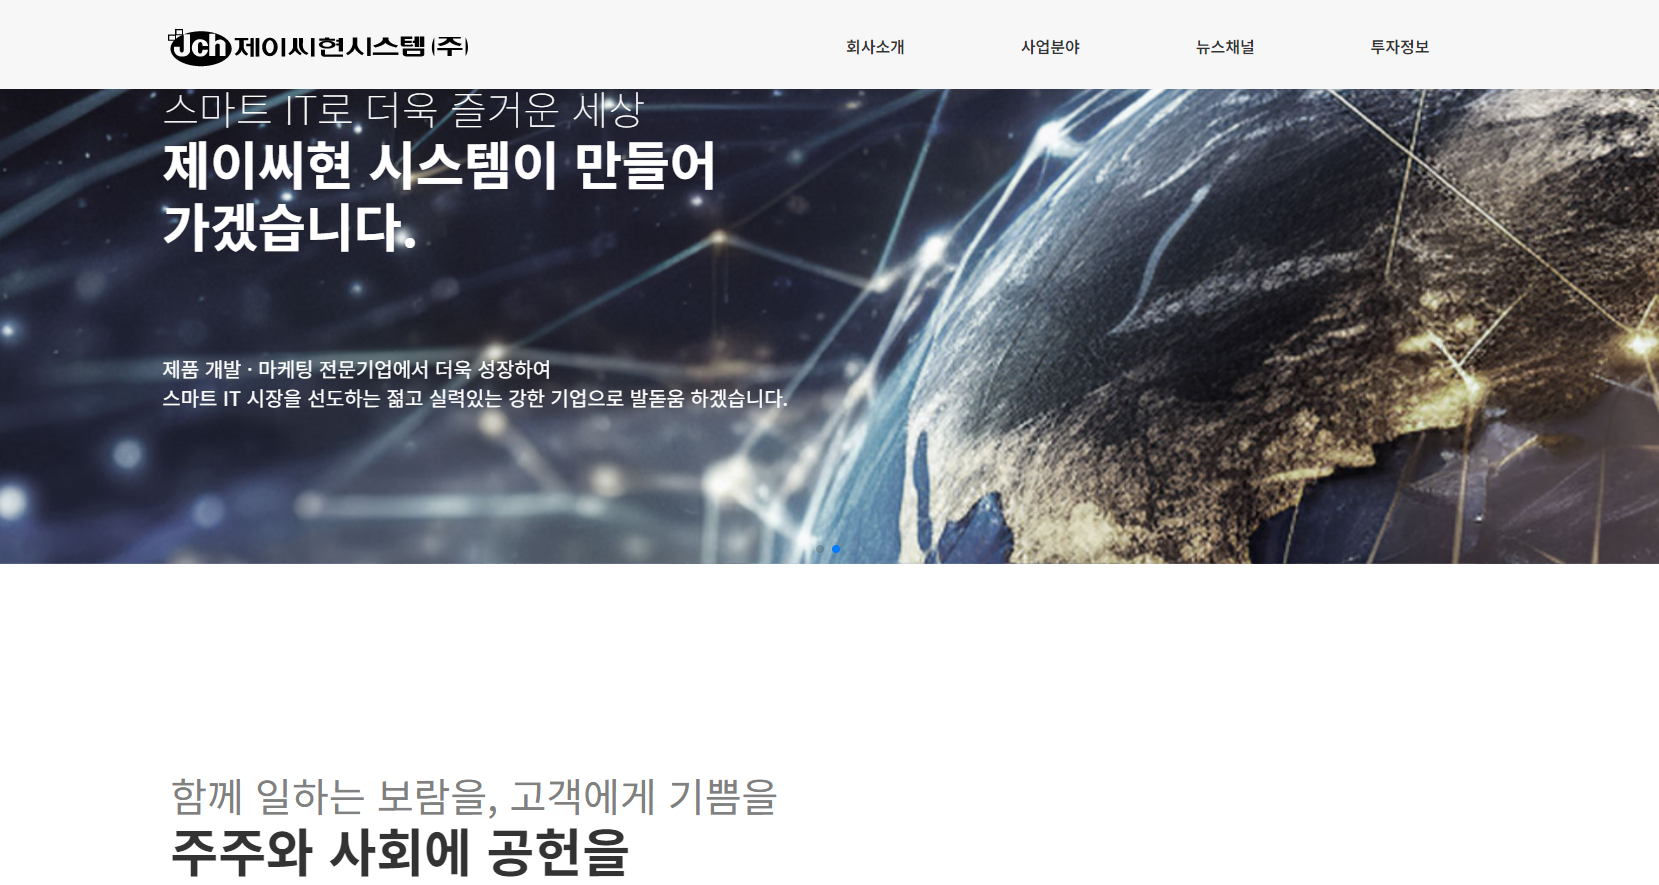 Jch 제이씨현시스템(주)
회사소개 사업분야 뉴스채널 투자정보
스마트 IT로 더욱 즐거운 세상
제이씨현 시스템이 만들어
가겠습니다.
제품 개발 · 마케팅 전문기업에서 더욱 성장하여
스마트 IT 시장을 선도하는 젊고 실력있는 강한 기업으로 발돋움 하겠습니다.
함께 일하는 보람을, 고객에게 기쁨을
주주와 사회에 공헌을